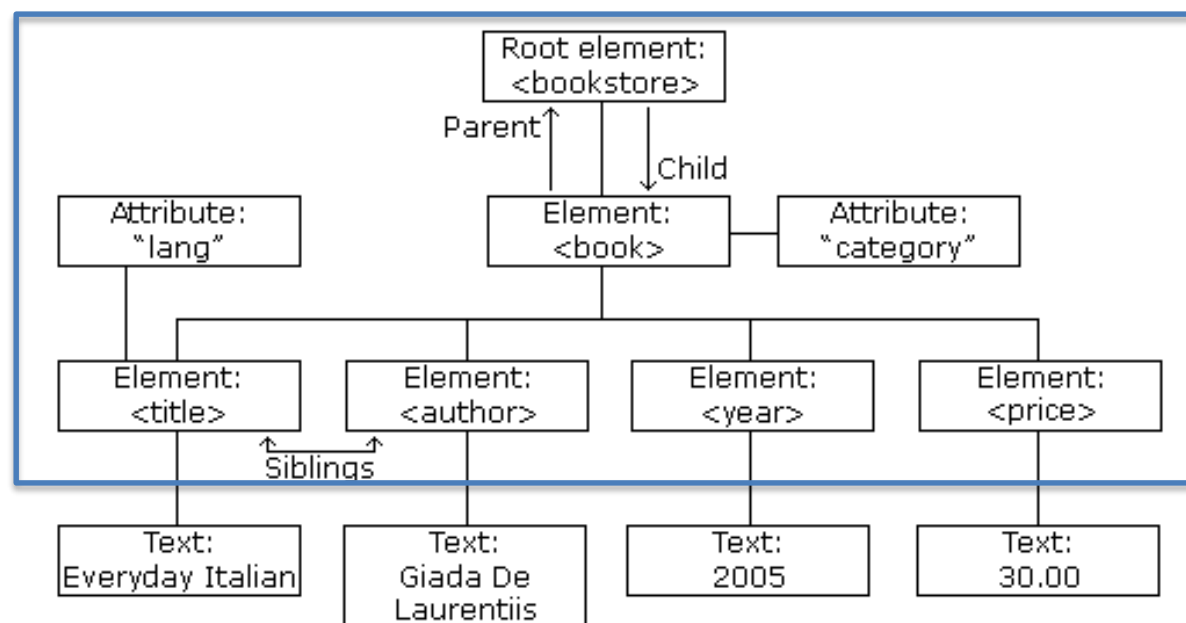 Root element:
<bookstore>
Parent
Child
Attribute:
“lang”
Element:
<book>
Attribute:
“category”
Element:
<title>
Element:
<author>
Element:
<year>
Element:
<price>
Siblings
Text:
Everyday Italian
Text:
Giada De
Laurentiis
Text:
2005
Text:
30.00